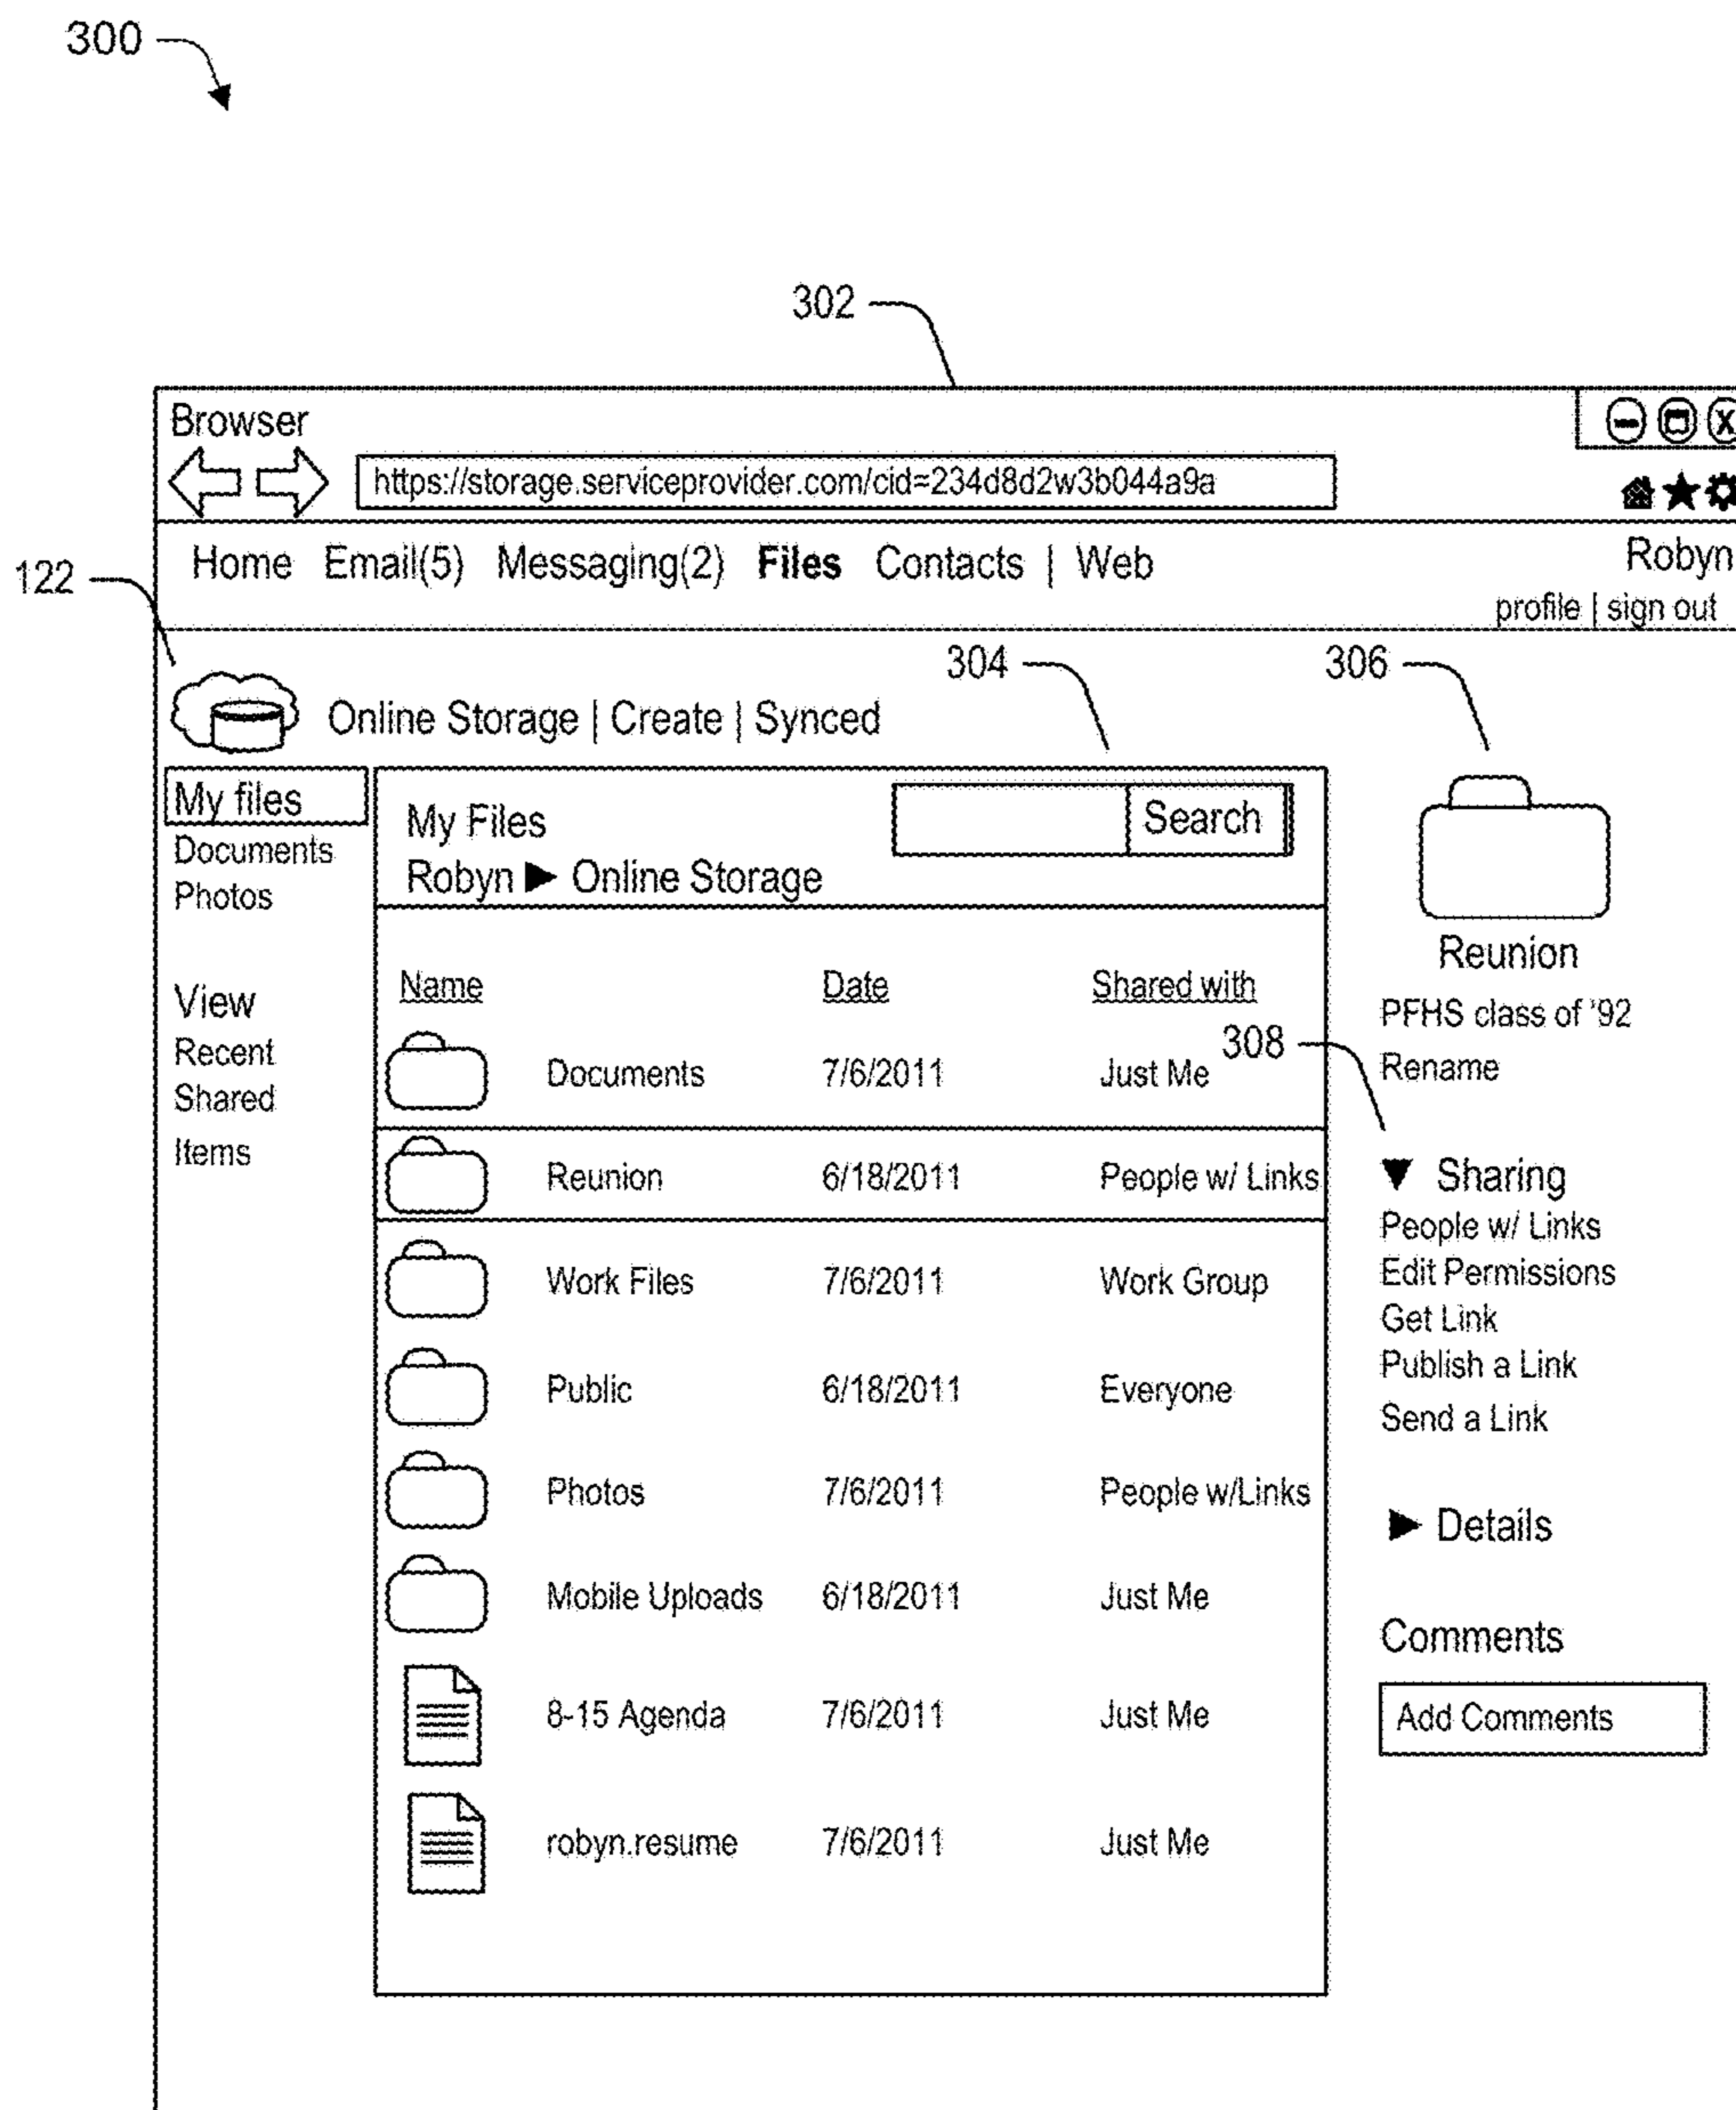 300
302
Browser
https://storage.serviceprovider.com/cid=234d8d2w3b044a9a
Home Email(5) Messaging(2) Files Contacts | Web
Robyn
profile | sign out
122
Online Storage | Create | Synced
304
306
My files
Documents
Photos
View
Recent
Shared
Items
My Files
Search
Robyn ▶ Online Storage
Name Date Shared with
Documents 7/6/2011 Just Me
Reunion 6/18/2011 People w/ Links
Work Files 7/6/2011 Work Group
Public 6/18/2011 Everyone
Photos 7/6/2011 People w/Links
Mobile Uploads 6/18/2011 Just Me
8-15 Agenda 7/6/2011 Just Me
robyn.resume 7/6/2011 Just Me
Reunion
PFHS class of '92
Rename
308
▼ Sharing
People w/ Links
Edit Permissions
Get Link
Publish a Link
Send a Link
▶ Details
Comments
Add Comments